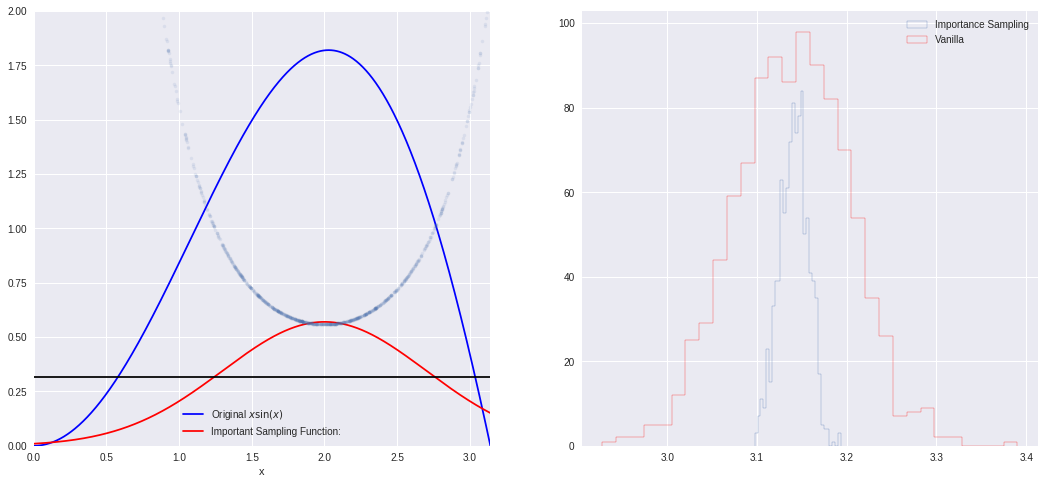 2.00
1.75
1.50
1.25
1.00
0.75
0.50
0.25
0.00
0.0 0.5 1.0 1.5 2.0 2.5 3.0
x
Original x sin(x)
Important Sampling Function:
100
80
60
40
20
0
3.0 3.1 3.2 3.3 3.4
Importance Sampling
Vanilla